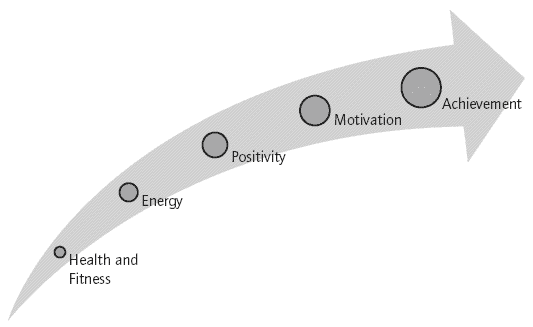 Achievement
Motivation
Positivity
Energy
Health and
Fitness